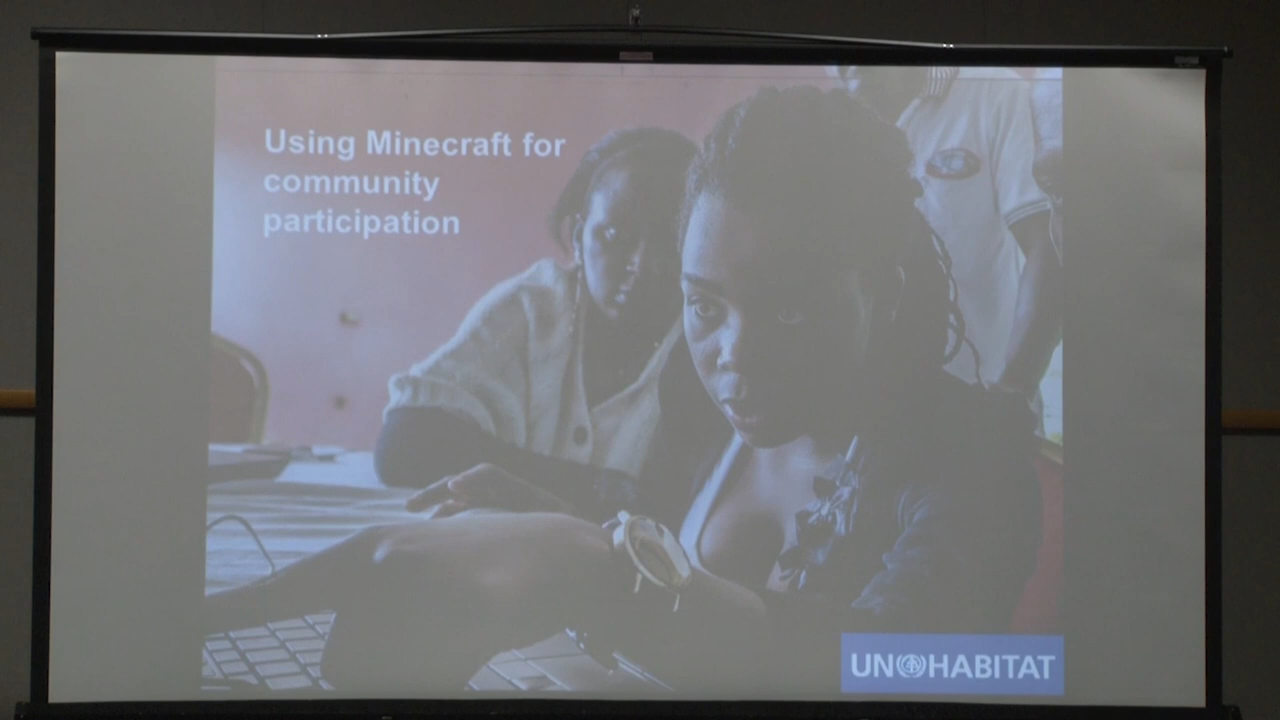 Using Minecraft for
community
participation
UN HABITAT